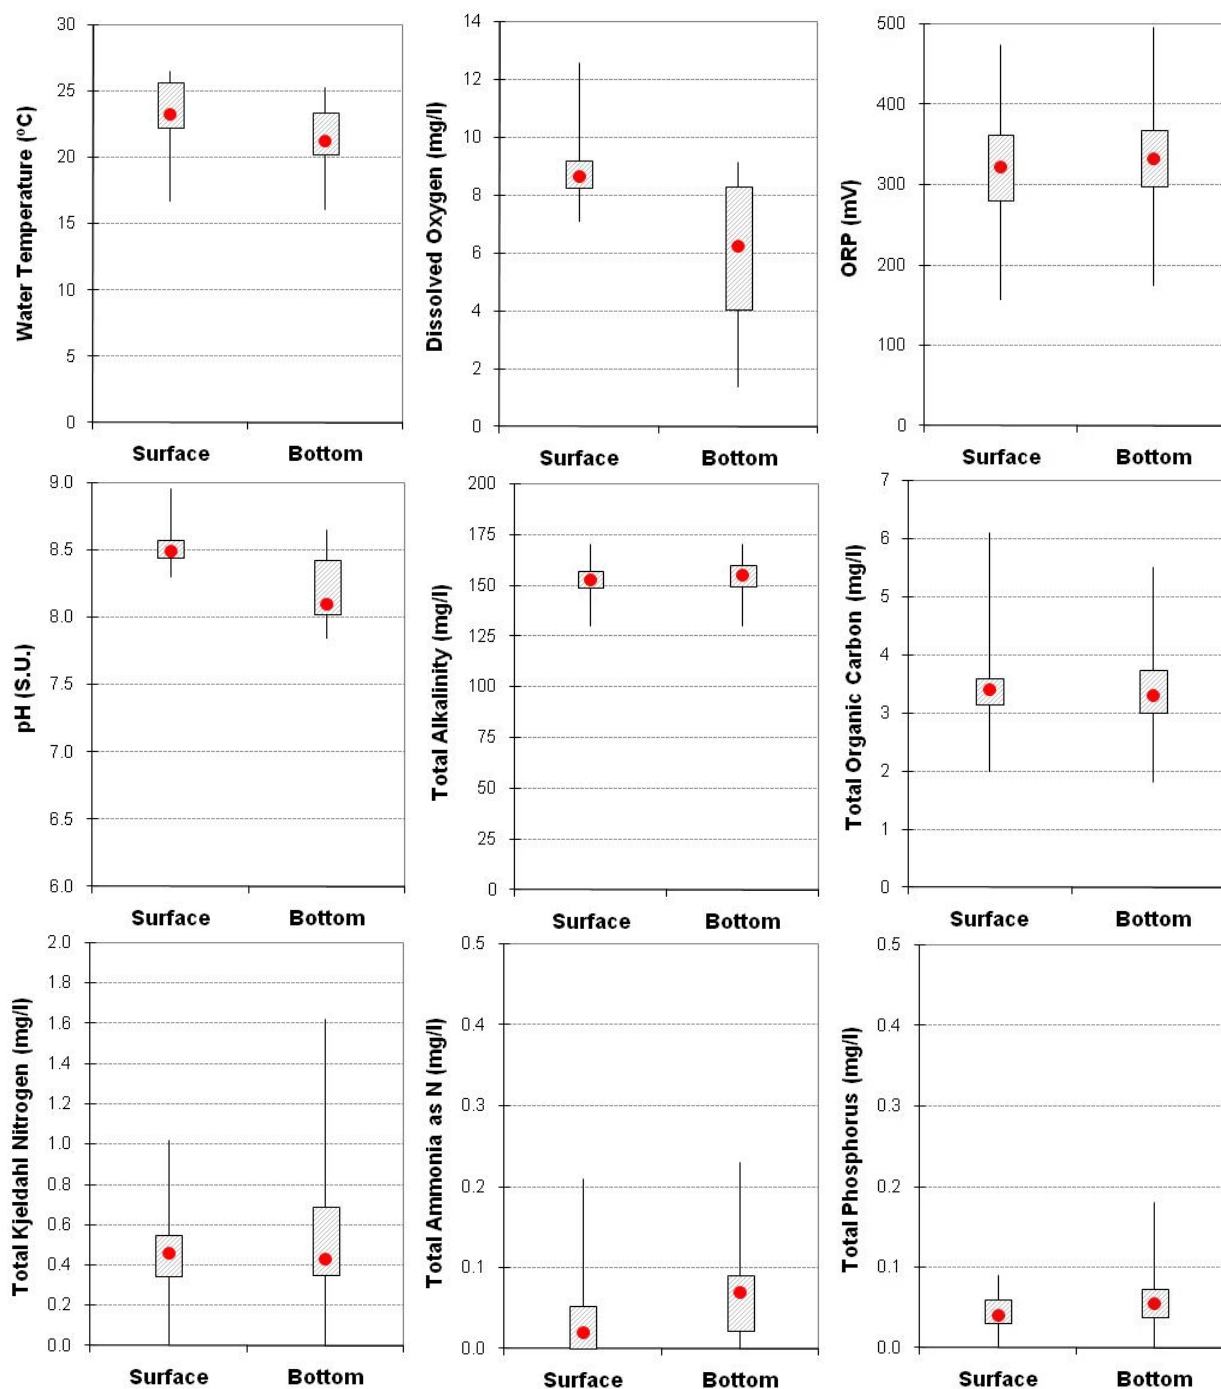 Water Temperature (ºC)
30
25
20
15
10
5
0
Surface
Bottom
Dissolved Oxygen (mg/l)
14
12
10
8
6
4
2
0
Surface
Bottom
ORP (mV)
500
400
300
200
100
0
Surface
Bottom
pH (S.U.)
9.0
8.5
8.0
7.5
7.0
6.5
6.0
Surface
Bottom
Total Alkalinity (mg/l)
200
175
150
125
100
75
50
25
0
Surface
Bottom
Total Organic Carbon (mg/l)
7
6
5
4
3
2
1
0
Surface
Bottom
Total Kjeldahl Nitrogen (mg/l)
2.0
1.8
1.6
1.4
1.2
1.0
0.8
0.6
0.4
0.2
0.0
Surface
Bottom
Total Ammonia as N (mg/l)
0.5
0.4
0.3
0.2
0.1
0.0
Surface
Bottom
Total Phosphorus (mg/l)
0.5
0.4
0.3
0.2
0.1
0.0
Surface
Bottom